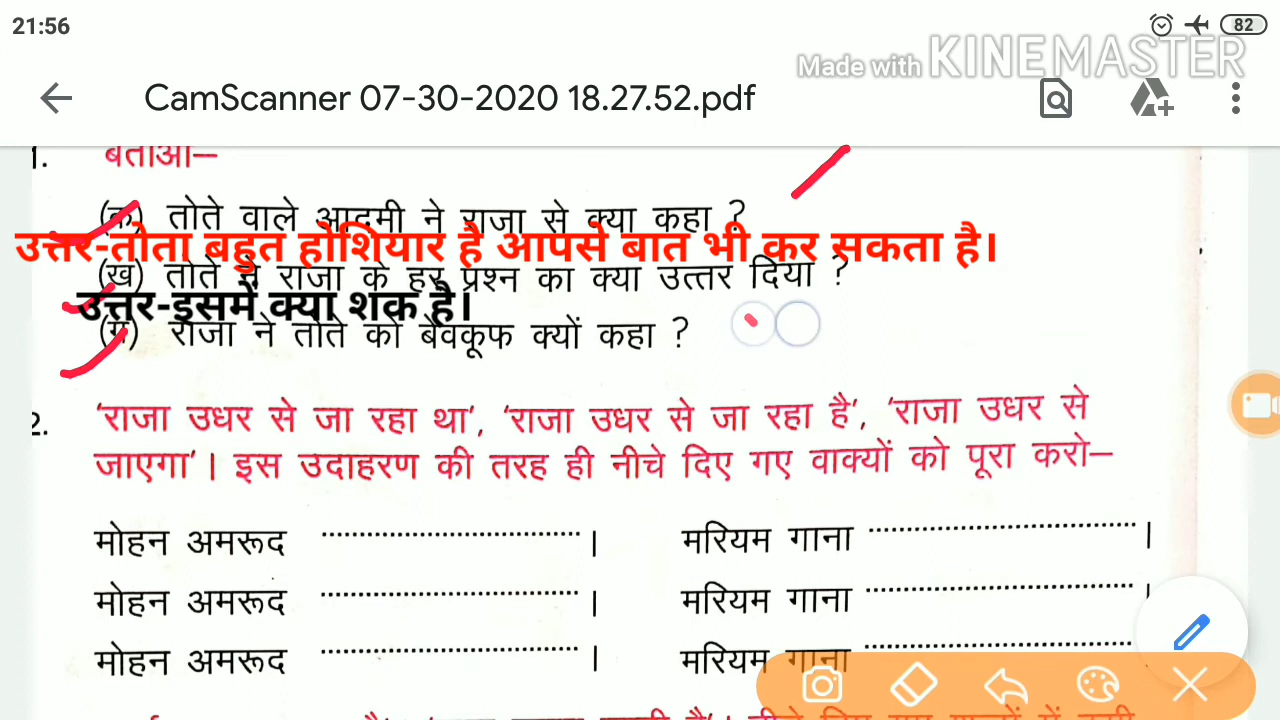 21:56
82
Made with KINEMASTER
CamScanner 07-30-2020 18.27.52.pdf
1. बताओ—
(क) तोते वाले आदमी ने राजा से क्या कहा ?
उत्तर-तोता बहुत होशियार है आपसे बात भी कर सकता है।
(ख) तोते ने राजा के हर प्रश्न का क्या उत्तर दिया ?
उत्तर-इसमें क्या शक है।
(ग) राजा ने तोते को बेवकूफ क्यों कहा ?
2. 'राजा उधर से जा रहा था', 'राजा उधर से जा रहा है', 'राजा उधर से
जाएगा'। इस उदाहरण की तरह ही नीचे दिए गए वाक्यों को पूरा करो—
मोहन अमरूद ............................ । मरियम गाना ............................ ।
मोहन अमरूद ............................ । मरियम गाना ............................ ।
मोहन अमरूद ............................ । मरियम गाना ............................